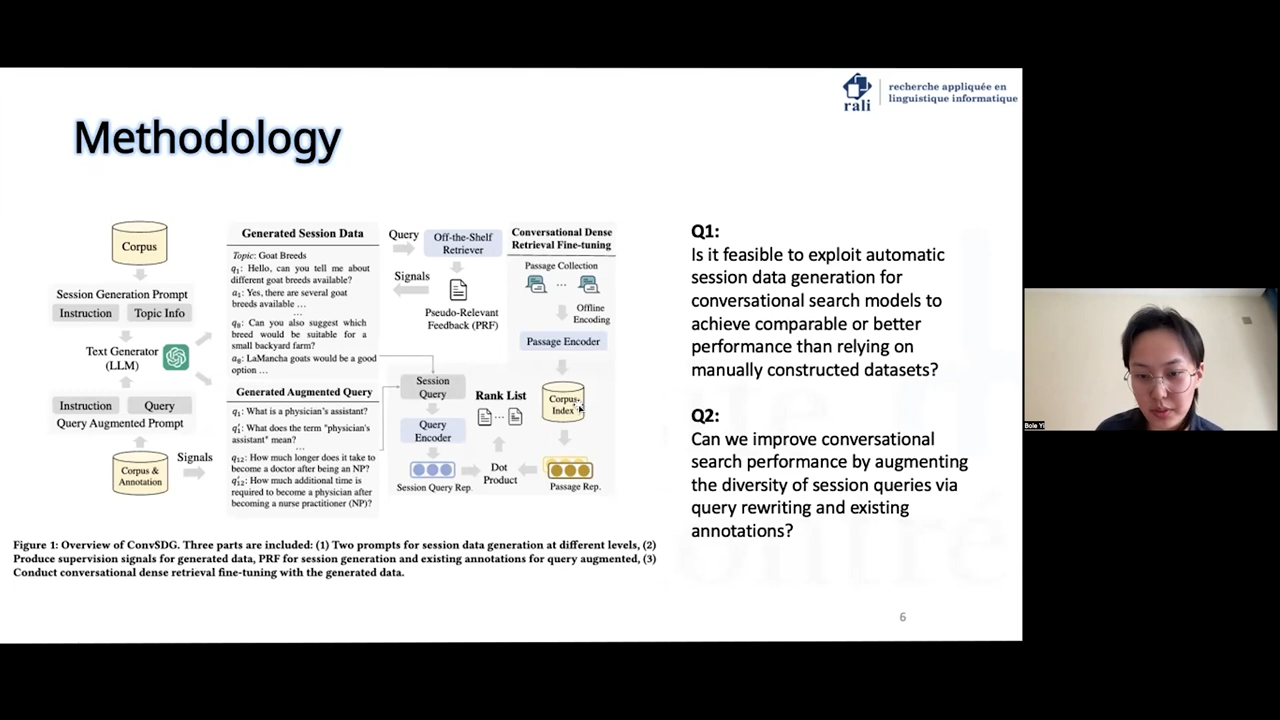 rali
recherche appliquée en
linguistique informatique
Methodology
Corpus
Session Generation Prompt
Instruction
Topic Info
Text Generator
(LLM)
Instruction
Query
Query Augmented Prompt
Corpus &
Annotation
Signals
Generated Session Data
Topic: Goat Breeds
q1: Hello, can you tell me about
different goat breeds available?
a1: Yes, there are several goat
breeds available …
…
q8: Can you also suggest which
breed would be suitable for a
small backyard farm?
a8: LaMancha goats would be a good
option …
Generated Augmented Query
q1: What is a physician's assistant?
q'1: What does the term "physician's
assistant" mean?
…
q12: How much longer does it take to
become a doctor after being an NP?
q'12: How much additional time is
required to become a physician after
becoming a nurse practitioner (NP)?
Query
Off-the-Shelf
Retriever
Signals
Pseudo-Relevant
Feedback (PRF)
Session
Query
Query
Encoder
Session Query Rep.
Rank List
…
Dot
Product
Conversational Dense
Retrieval Fine-tuning
Passage Collection
…
Offline
Encoding
Passage Encoder
Corpus
Index
Passage Rep.
Figure 1: Overview of ConvSDG. Three parts are included: (1) Two prompts for session data generation at different levels, (2)
Produce supervision signals for generated data, PRF for session generation and existing annotations for query augmented, (3)
Conduct conversational dense retrieval fine-tuning with the generated data.
Q1:
Is it feasible to exploit automatic
session data generation for
conversational search models to
achieve comparable or better
performance than relying on
manually constructed datasets?
Q2:
Can we improve conversational
search performance by augmenting
the diversity of session queries via
query rewriting and existing
annotations?
6
Bole Yi